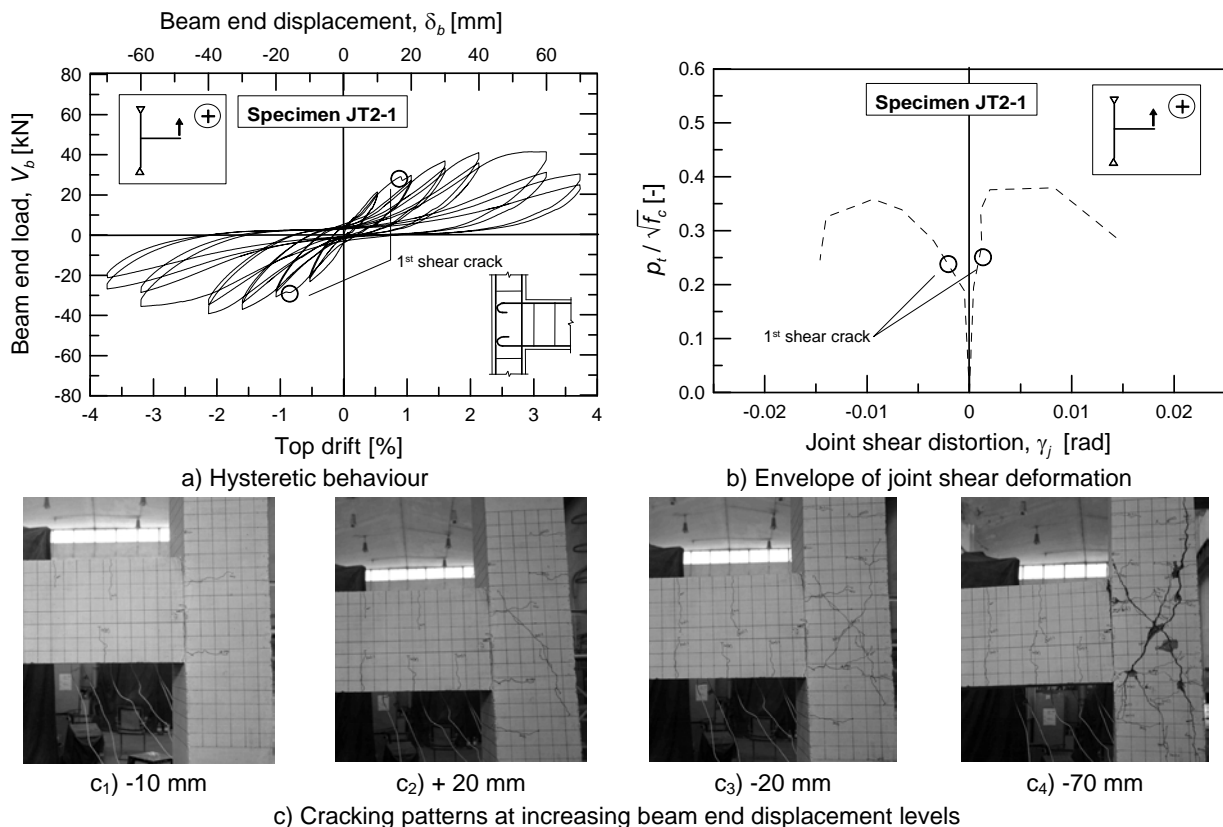 Beam end displacement, δb [mm]
-60 -40 -20 0 20 40 60
80
60
40
20
0
-20
-40
-60
-80
Beam end load, Vb [kN]
+
Specimen JT2-1
1st shear crack
-4 -3 -2 -1 0 1 2 3 4
Top drift [%]
a) Hysteretic behaviour
0.6
0.5
0.4
0.3
0.2
0.1
0.0
pt / √fc [-]
Specimen JT2-1
+
1st shear crack
-0.02 -0.01 0 0.01 0.02
Joint shear distortion, γj [rad]
b) Envelope of joint shear deformation
c1) -10 mm
c2) + 20 mm
c3) -20 mm
c4) -70 mm
c) Cracking patterns at increasing beam end displacement levels